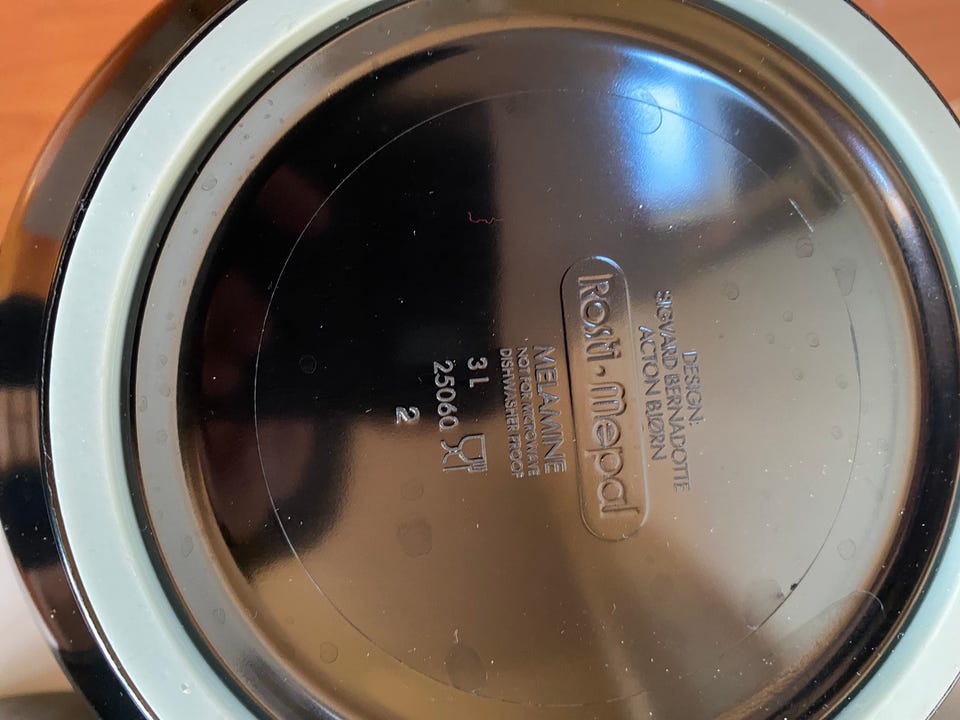 DESIGN:
SIGVARD BERNADOTTE
ACTON BJØRN
Rosti·Mepal
MELAMINE
NOT FOR MICROWAVE
DISHWASHER PROOF
3 L
25060
2